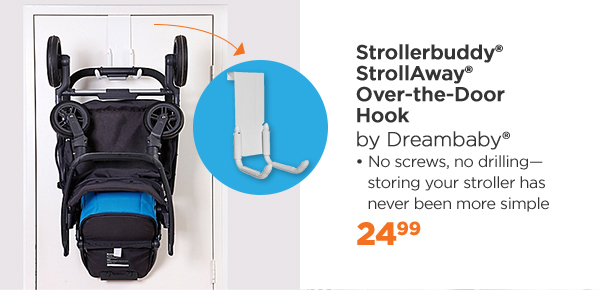 Strollerbuddy®
StrollAway®
Over-the-Door
Hook
by Dreambaby®
• No screws, no drilling—
storing your stroller has
never been more simple
24⁹⁹